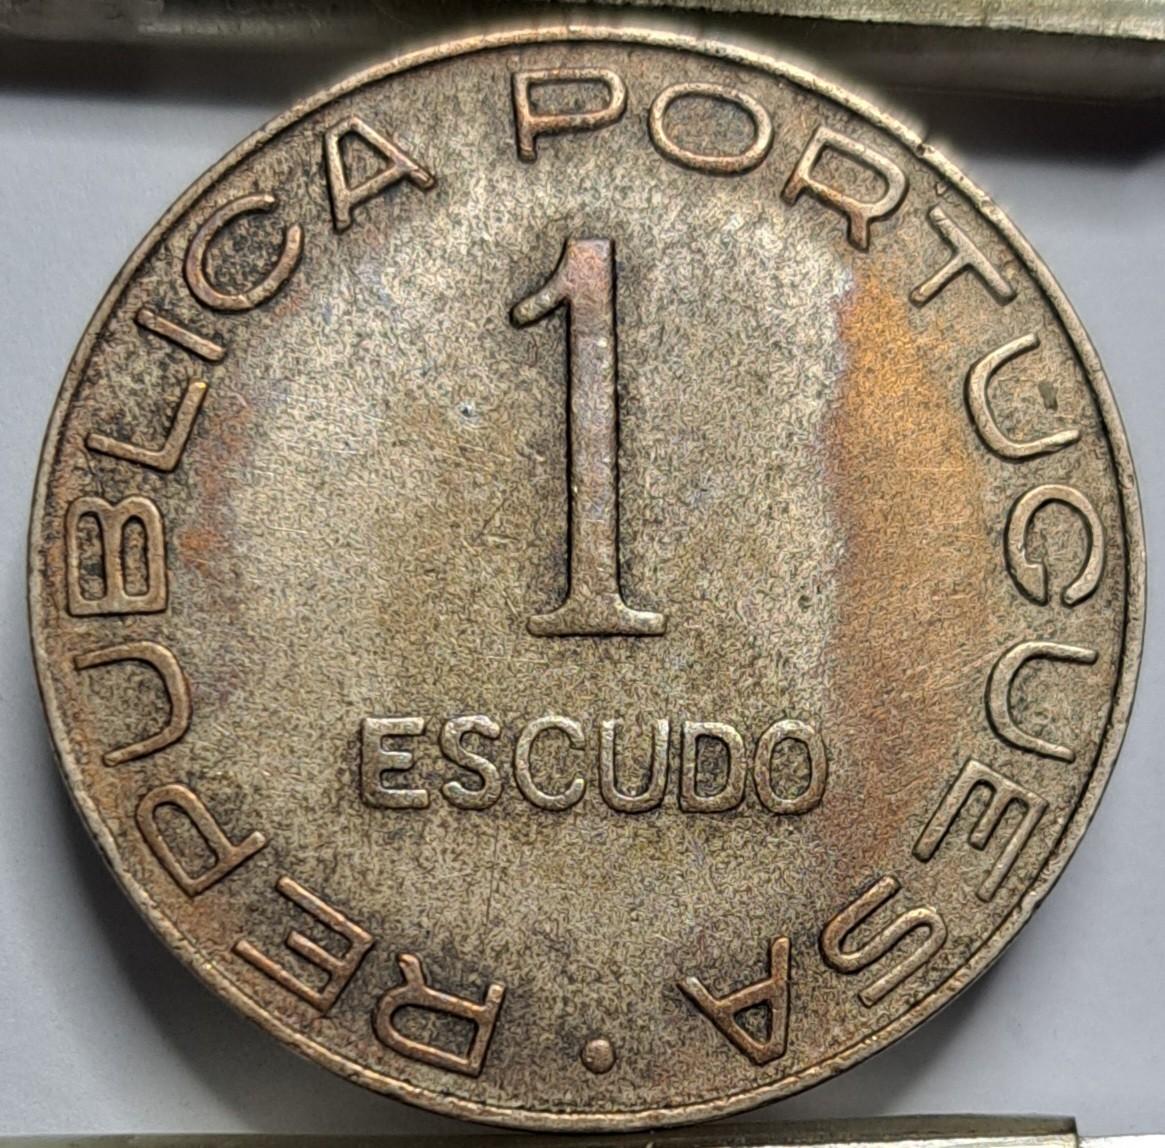 REPUBLICA PORTUGUESA ·
1
ESCUDO